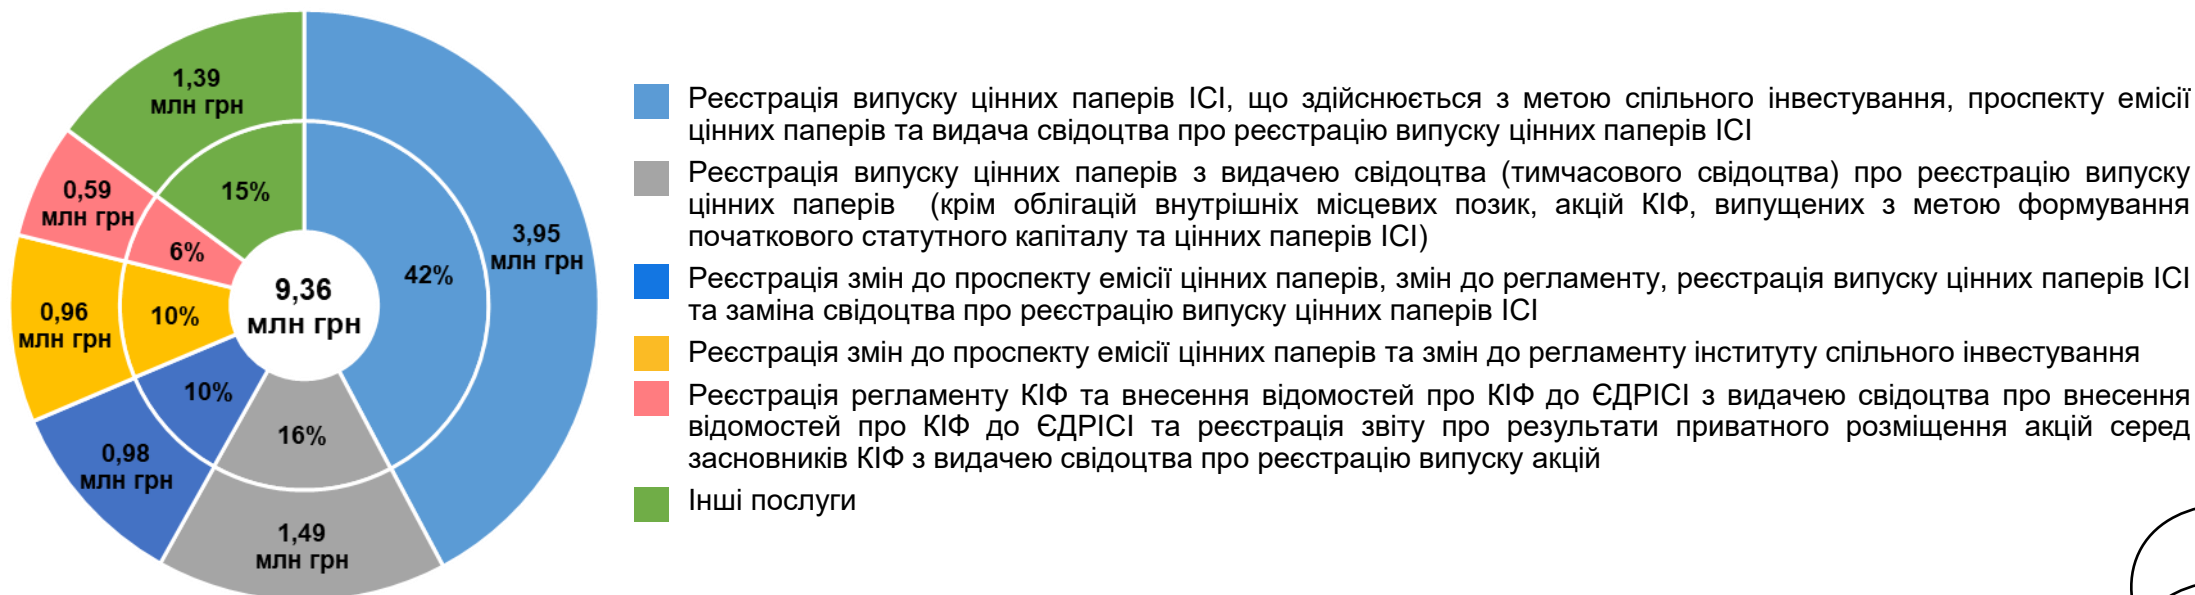 1,39
млн грн
15%
0,59
млн грн
6%
0,96
млн грн
10%
0,98
млн грн
10%
1,49
млн грн
16%
3,95
млн грн
42%
9,36
млн грн
Реєстрація випуску цінних паперів ІСІ, що здійснюється з метою спільного інвестування, проспекту емісії
цінних паперів та видача свідоцтва про реєстрацію випуску цінних паперів ІСІ
Реєстрація випуску цінних паперів з видачею свідоцтва (тимчасового свідоцтва) про реєстрацію випуску
цінних паперів (крім облігацій внутрішніх місцевих позик, акцій КІФ, випущених з метою формування
початкового статутного капіталу та цінних паперів ІСІ)
Реєстрація змін до проспекту емісії цінних паперів, змін до регламенту, реєстрація випуску цінних паперів ІСІ
та заміна свідоцтва про реєстрацію випуску цінних паперів ІСІ
Реєстрація змін до проспекту емісії цінних паперів та змін до регламенту інституту спільного інвестування
Реєстрація регламенту КІФ та внесення відомостей про КІФ до ЄДРІСІ з видачею свідоцтва про внесення
відомостей про КІФ до ЄДРІСІ та реєстрація звіту про результати приватного розміщення акцій серед
засновників КІФ з видачею свідоцтва про реєстрацію випуску акцій
Інші послуги